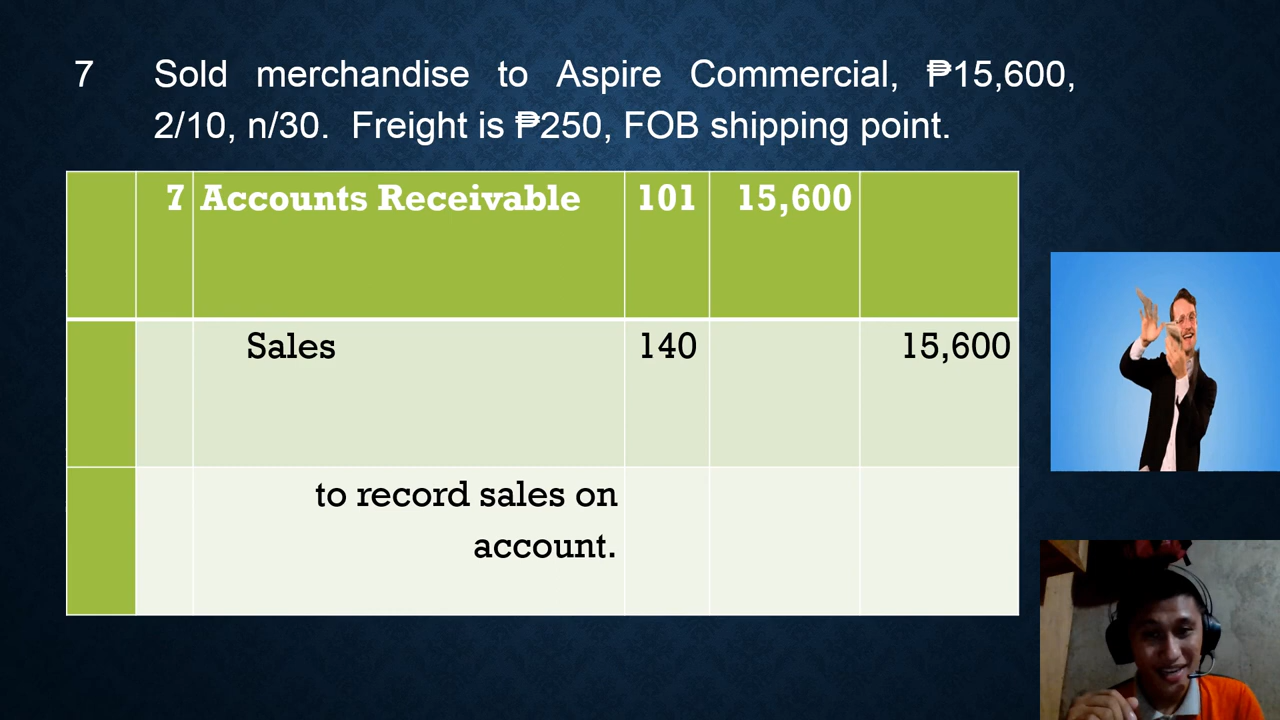 7 Sold merchandise to Aspire Commercial, ₱15,600,
2/10, n/30. Freight is ₱250, FOB shipping point.
7 Accounts Receivable 101 15,600
Sales 140 15,600
to record sales on
account.